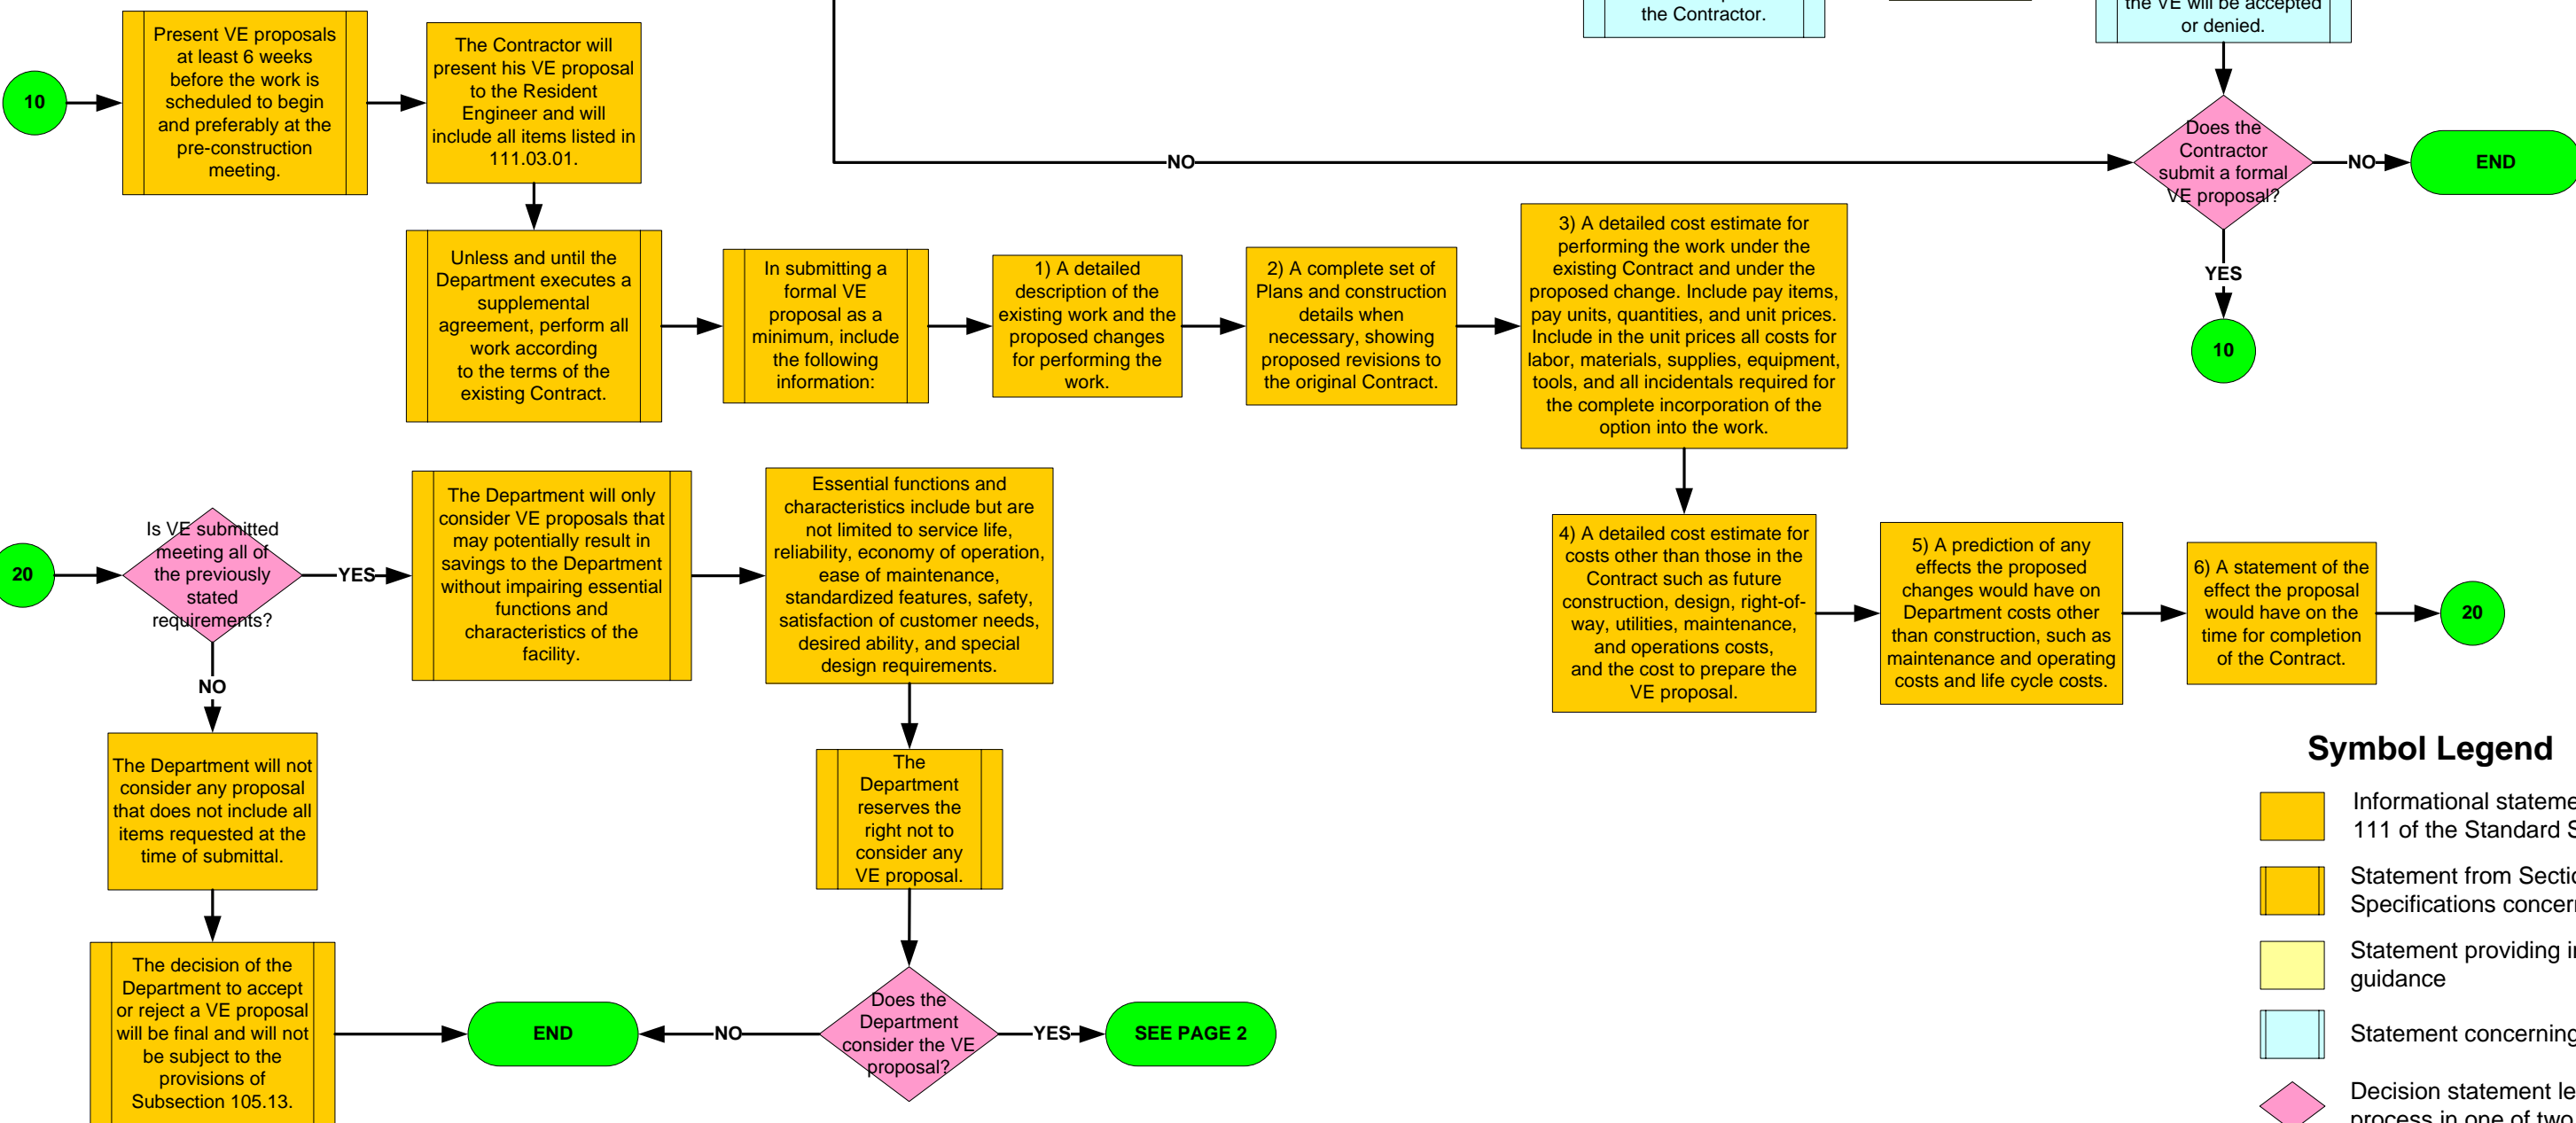 the Contractor.
the VE will be accepted
or denied.
10
Present VE proposals
at least 6 weeks
before the work is
scheduled to begin
and preferably at the
pre-construction
meeting.
The Contractor will
present his VE proposal
to the Resident
Engineer and will
include all items listed in
111.03.01.
NO
Does the
Contractor
submit a formal
VE proposal?
NO
END
YES
10
Unless and until the
Department executes a
supplemental
agreement, perform all
work according
to the terms of the
existing Contract.
In submitting a
formal VE
proposal as a
minimum, include
the following
information:
1) A detailed
description of the
existing work and the
proposed changes
for performing the
work.
2) A complete set of
Plans and construction
details when
necessary, showing
proposed revisions to
the original Contract.
3) A detailed cost estimate for
performing the work under the
existing Contract and under the
proposed change. Include pay items,
pay units, quantities, and unit prices.
Include in the unit prices all costs for
labor, materials, supplies, equipment,
tools, and all incidentals required for
the complete incorporation of the
option into the work.
4) A detailed cost estimate for
costs other than those in the
Contract such as future
construction, design, right-of-
way, utilities, maintenance,
and operations costs,
and the cost to prepare the
VE proposal.
5) A prediction of any
effects the proposed
changes would have on
Department costs other
than construction, such as
maintenance and operating
costs and life cycle costs.
6) A statement of the
effect the proposal
would have on the
time for completion
of the Contract.
20
20
Is VE submitted
meeting all of
the previously
stated
requirements?
YES
The Department will only
consider VE proposals that
may potentially result in
savings to the Department
without impairing essential
functions and
characteristics of the
facility.
Essential functions and
characteristics include but are
not limited to service life,
reliability, economy of operation,
ease of maintenance,
standardized features, safety,
satisfaction of customer needs,
desired ability, and special
design requirements.
NO
The Department will not
consider any proposal
that does not include all
items requested at the
time of submittal.
The
Department
reserves the
right not to
consider any
VE proposal.
The decision of the
Department to accept
or reject a VE proposal
will be final and will not
be subject to the
provisions of
Subsection 105.13.
END
NO
Does the
Department
consider the VE
proposal?
YES
SEE PAGE 2
Symbol Legend
Informational
111 of the Standard
Statement from
Specifications
Statement providing
guidance
Statement concerning
Decision statement
process in one of two